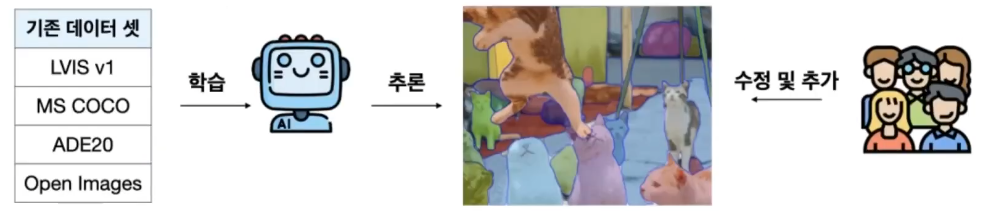 기존 데이터 셋
LVIS v1
MS COCO
ADE20
Open Images
학습
AI
추론
수정 및 추가